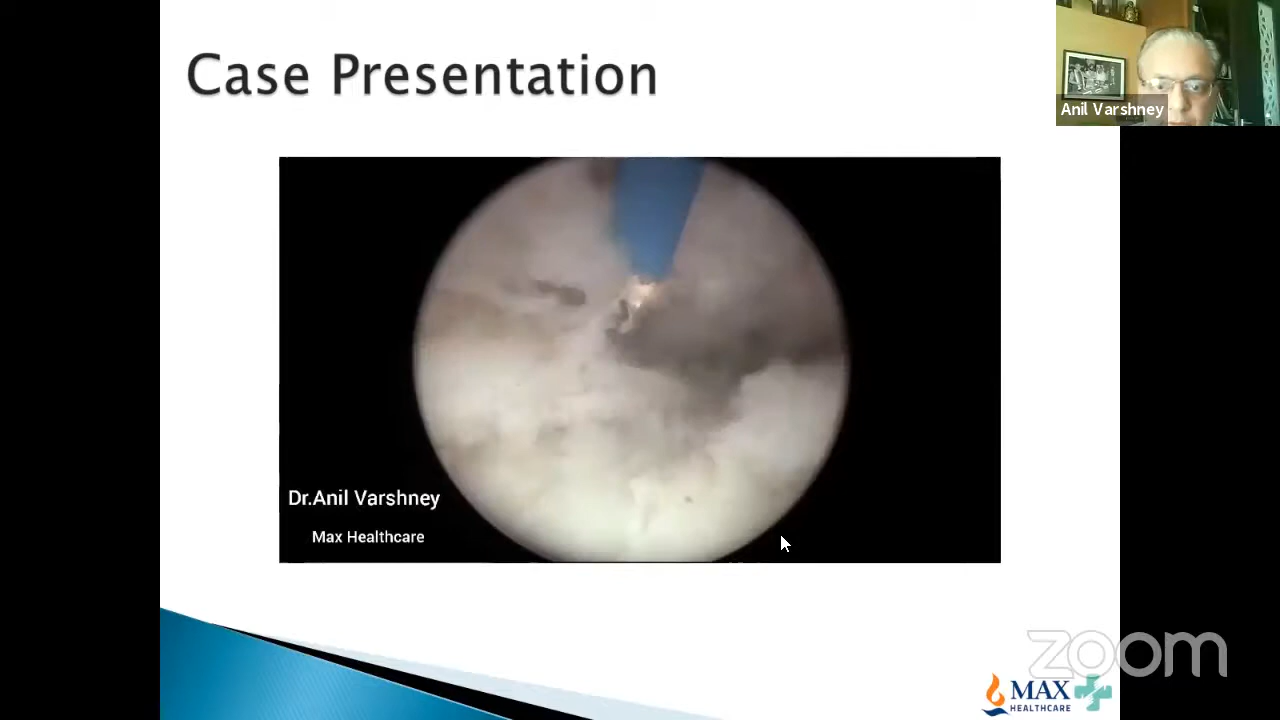 Case Presentation
Anil Varshney
Dr.Anil Varshney
Max Healthcare
zoom
MAX
HEALTHCARE